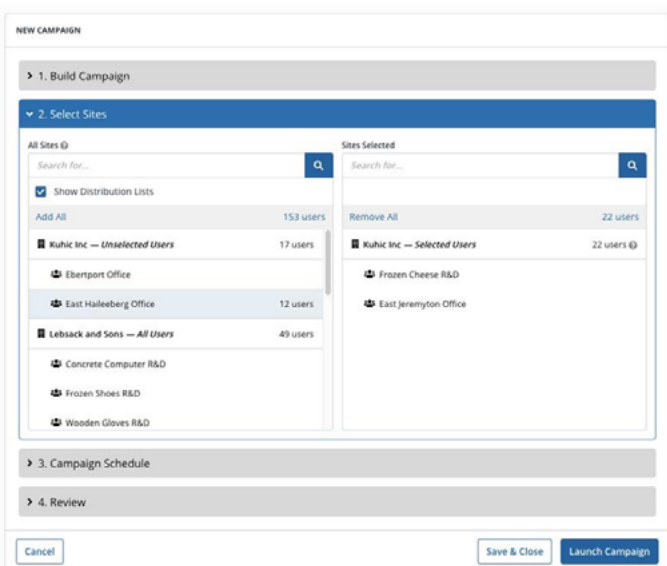 NEW CAMPAIGN
1. Build Campaign
2. Select Sites
All Sites
Search for...
Show Distribution Lists
Add All 153 users
Kuhic Inc — Unselected Users 17 users
Ebertport Office
East Haileeberg Office 12 users
Lebsack and Sons — All Users 49 users
Concrete Computer R&D
Frozen Shoes R&D
Wooden Gloves R&D
Sites Selected
Search for...
Remove All 22 users
Kuhic Inc — Selected Users 22 users
Frozen Cheese R&D
East Jeremyton Office
3. Campaign Schedule
4. Review
Cancel Save & Close Launch Campaign